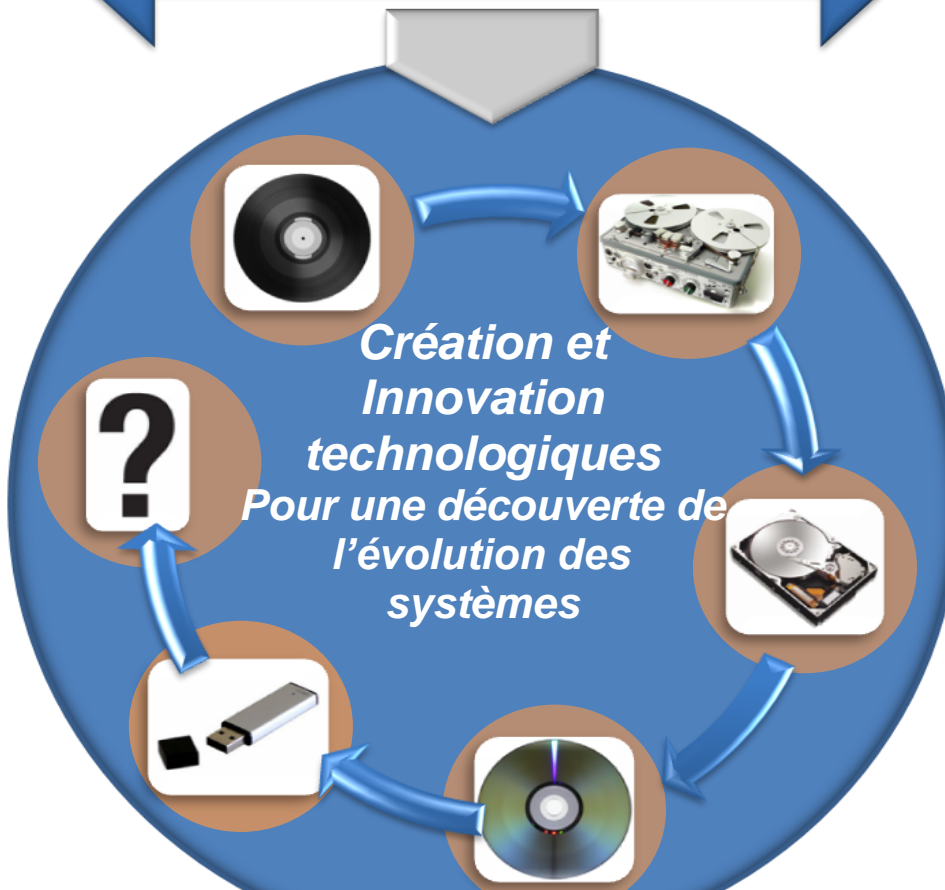 Création et
Innovation
technologiques
Pour une découverte de
l’évolution des
systèmes
?